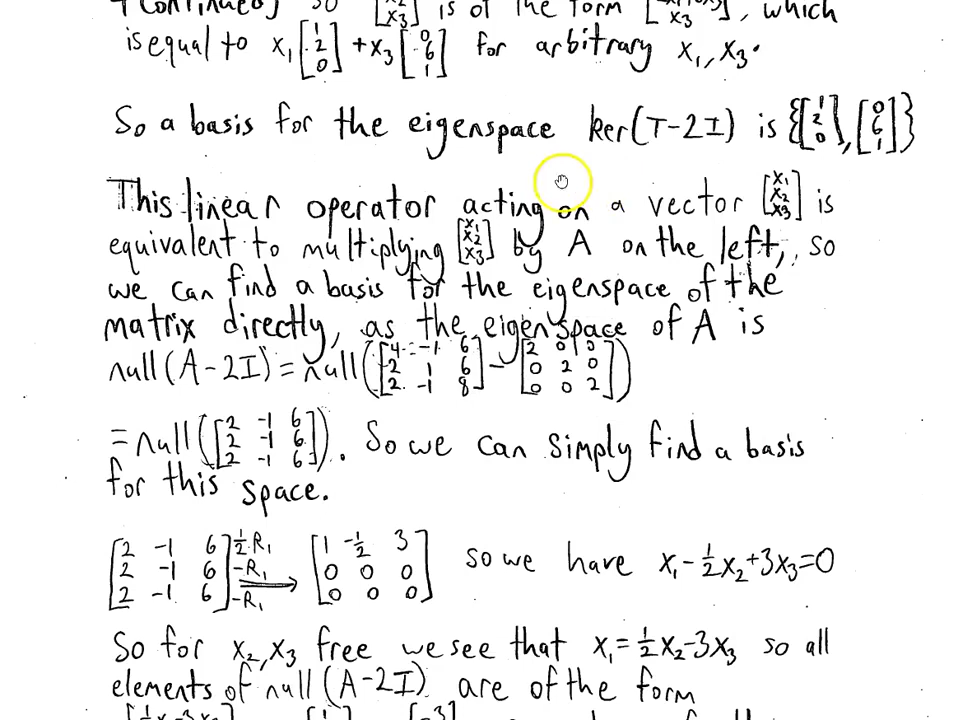 (continued) so [x2 x3] is of the form [x3], which
is equal to x₁[1 2 0] + x₃[0 6 1] for arbitrary x₁, x₃.
So a basis for the eigenspace ker(T-2I) is {[1 2 0], [0 6 1]}
This linear operator acting on a vector [x₁ x₂ x₃] is
equivalent to multiplying [x₁ x₂ x₃] by A on the left, so
we can find a basis for the eigenspace of the
matrix directly, as the eigenspace of A is
null(A-2I) = null([4 -1 6; 2 1 6; 2 -1 8] - [2 0 0; 0 2 0; 0 0 2])
= null([2 -1 6; 2 -1 6; 2 -1 6]). So we can simply find a basis
for this space.
[2 -1 6; 2 -1 6; 2 -1 6] ½R₁ -R₁ -R₁ → [1 -½ 3; 0 0 0; 0 0 0] so we have x₁-½x₂+3x₃=0
So for x₂,x₃ free we see that x₁=½x₂-3x₃ so all
elements of null(A-2I) are of the form